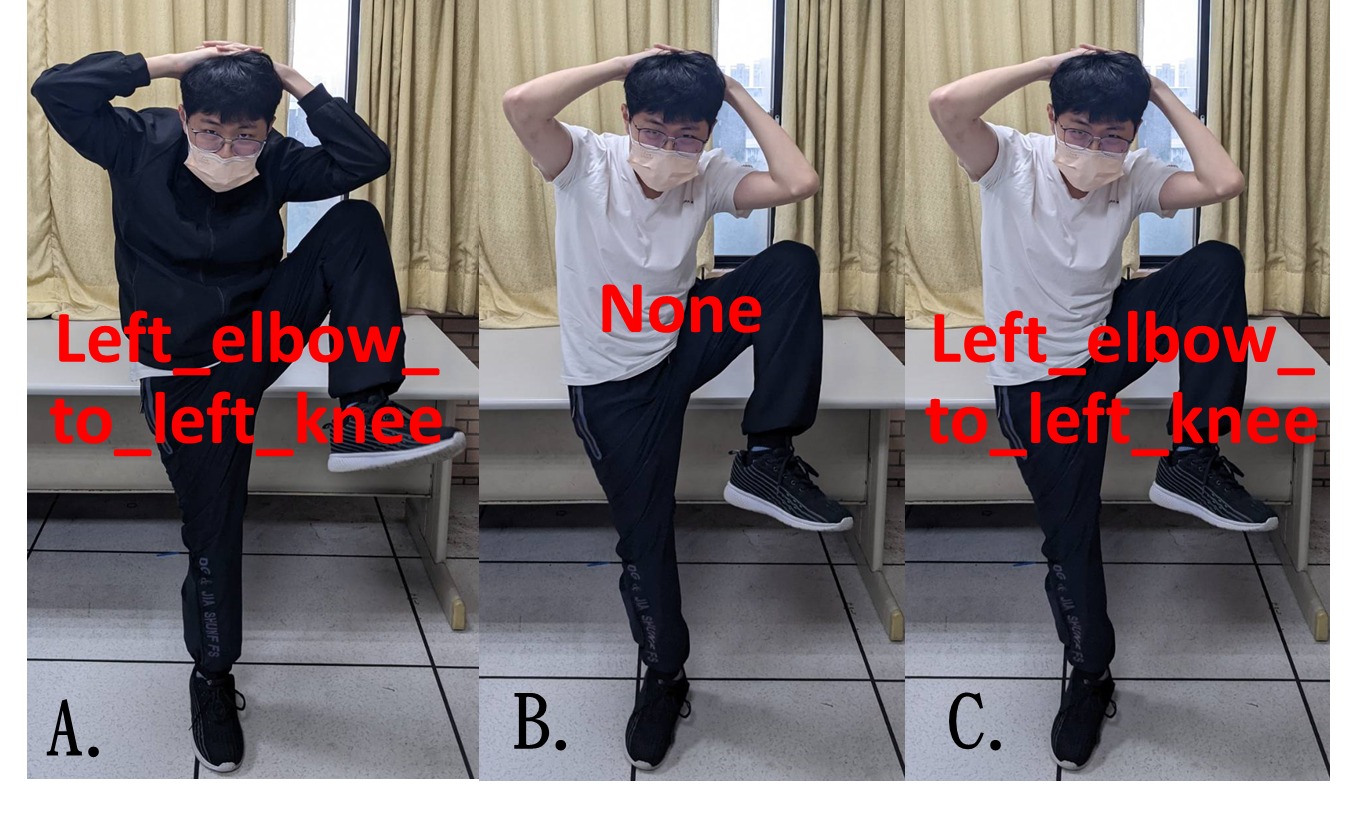 Left_elbow_
to_left_knee
A.
None
B.
Left_elbow_
to_left_knee
C.